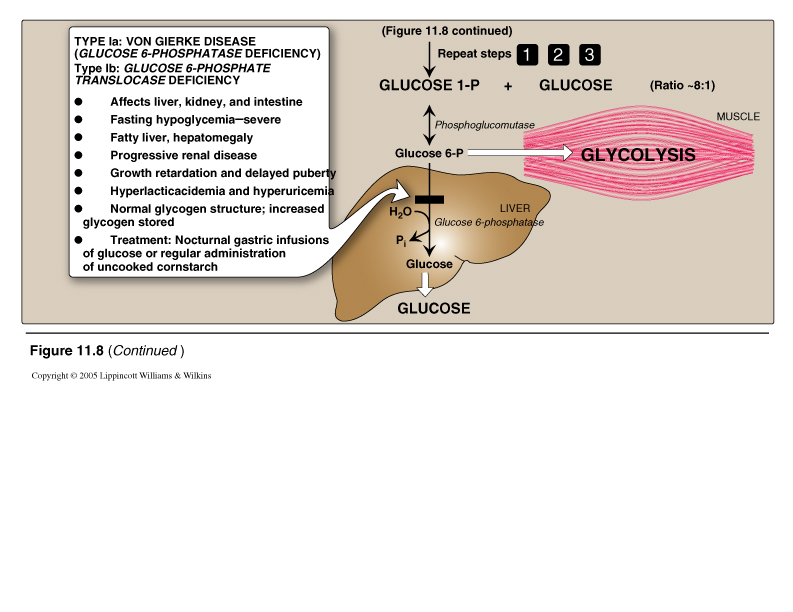 TYPE Ia: VON GIERKE DISEASE
(GLUCOSE 6-PHOSPHATASE DEFICIENCY)
Type Ib: GLUCOSE 6-PHOSPHATE
TRANSLOCASE DEFICIENCY
● Affects liver, kidney, and intestine
● Fasting hypoglycemia—severe
● Fatty liver, hepatomegaly
● Progressive renal disease
● Growth retardation and delayed puberty
● Hyperlacticacidemia and hyperuricemia
● Normal glycogen structure; increased
glycogen stored
● Treatment: Nocturnal gastric infusions
of glucose or regular administration
of uncooked cornstarch
(Figure 11.8 continued)
Repeat steps 1 2 3
GLUCOSE 1-P + GLUCOSE (Ratio ~8:1)
Phosphoglucomutase
MUSCLE
Glucose 6-P
GLYCOLYSIS
LIVER
H2O
Glucose 6-phosphatase
Pi
Glucose
GLUCOSE
Figure 11.8 (Continued )
Copyright © 2005 Lippincott Williams & Wilkins